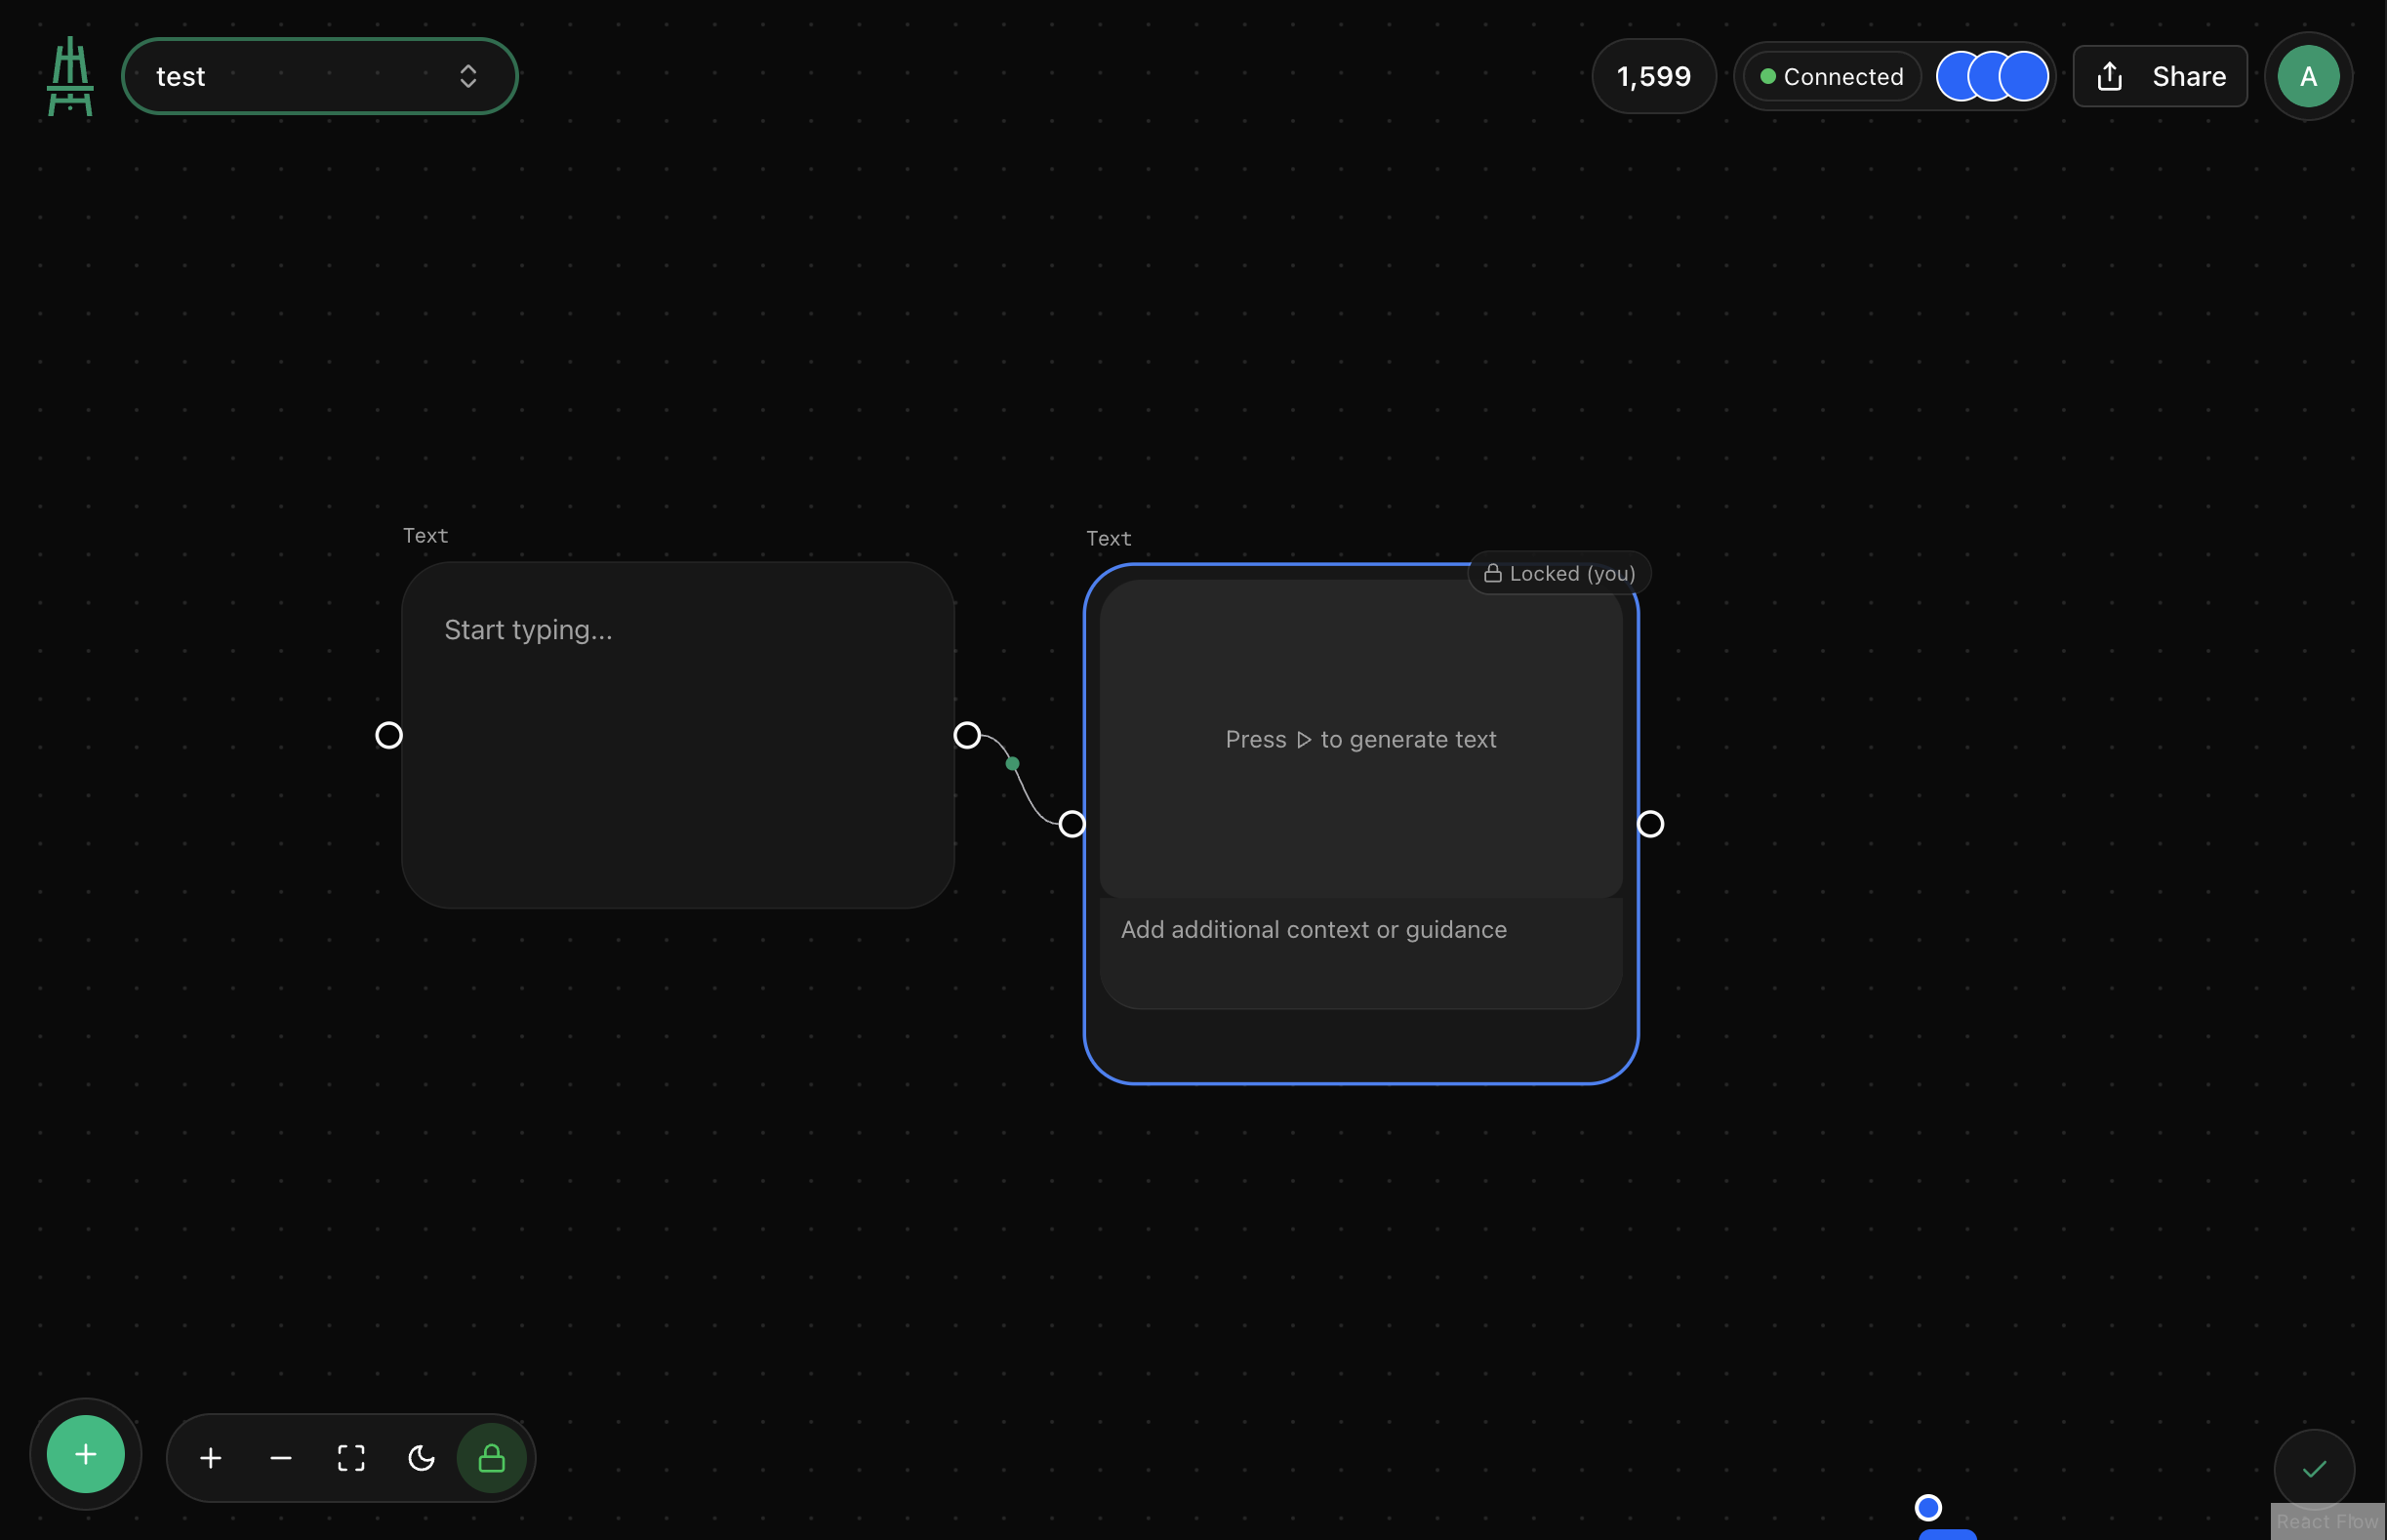 test
1,599
Connected
Share
A
Text
Text
Locked (you)
Start typing...
Press ▷ to generate text
Add additional context or guidance
React Flow